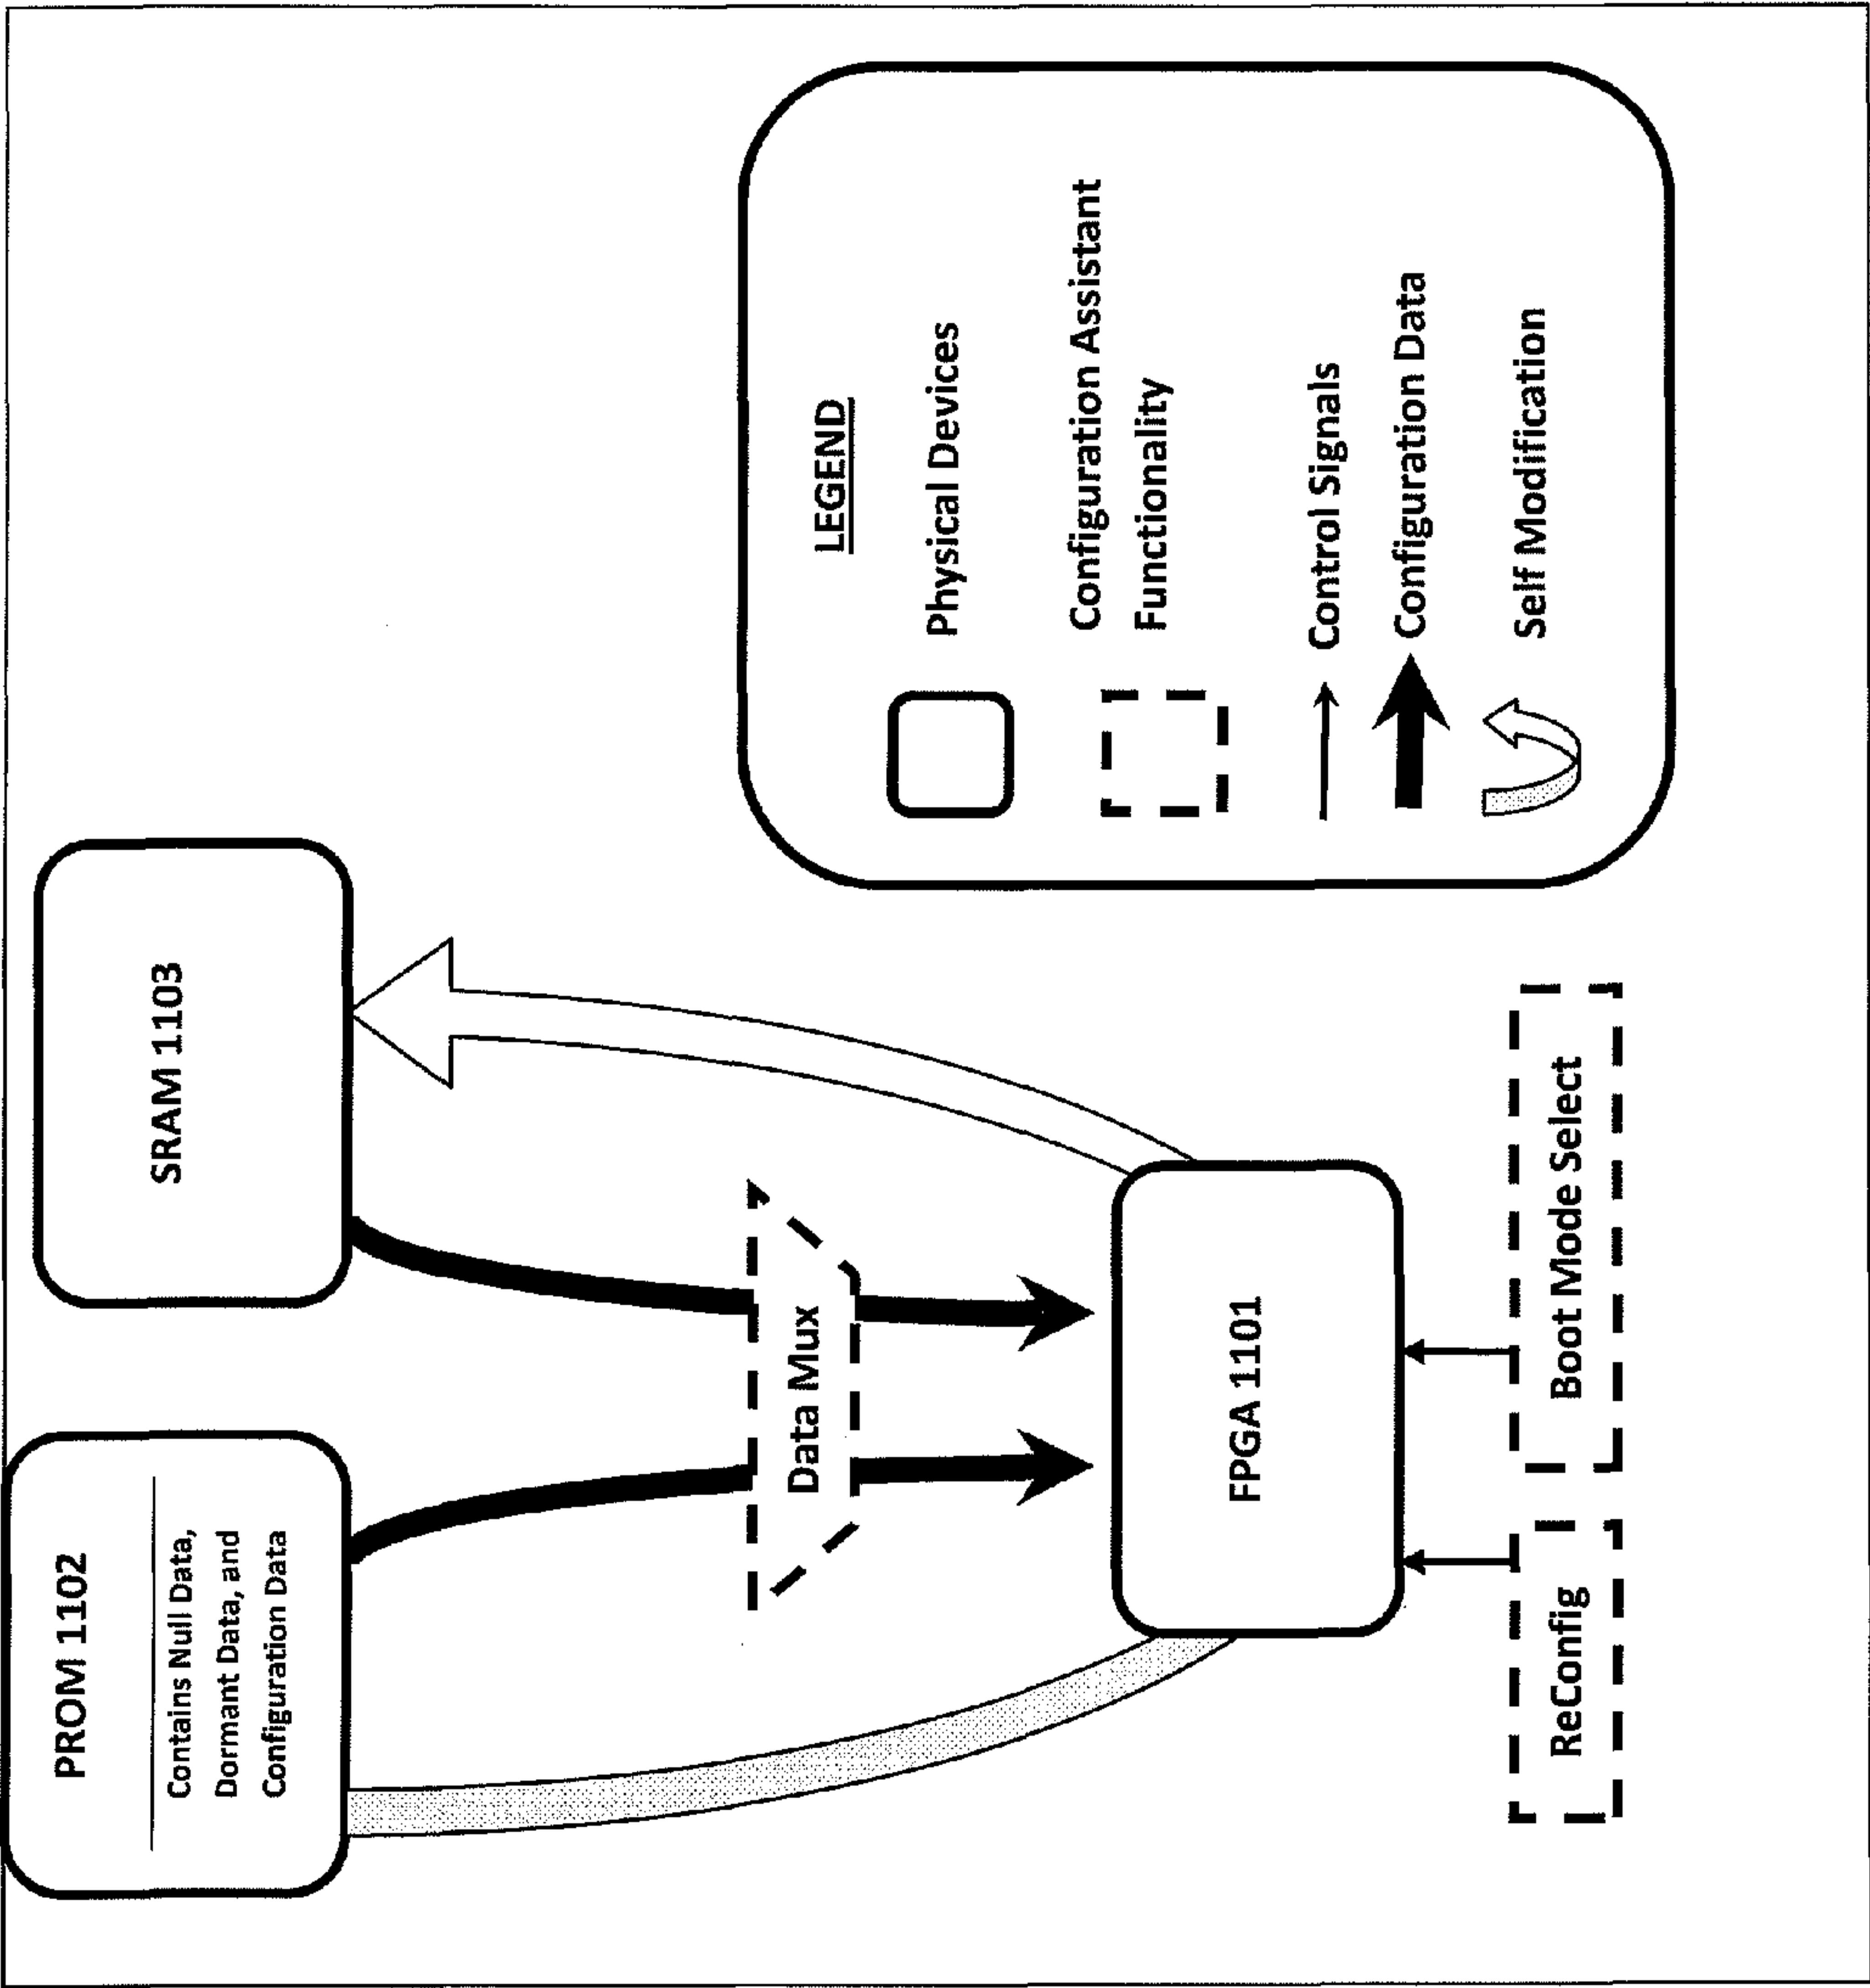 PROM 1102
Contains Null Data,
Dormant Data, and
Configuration Data
SRAM 1103
Data Mux
FPGA 1101
ReConfig
Boot Mode Select
LEGEND
Physical Devices
Configuration Assistant
Functionality
Control Signals
Configuration Data
Self Modification